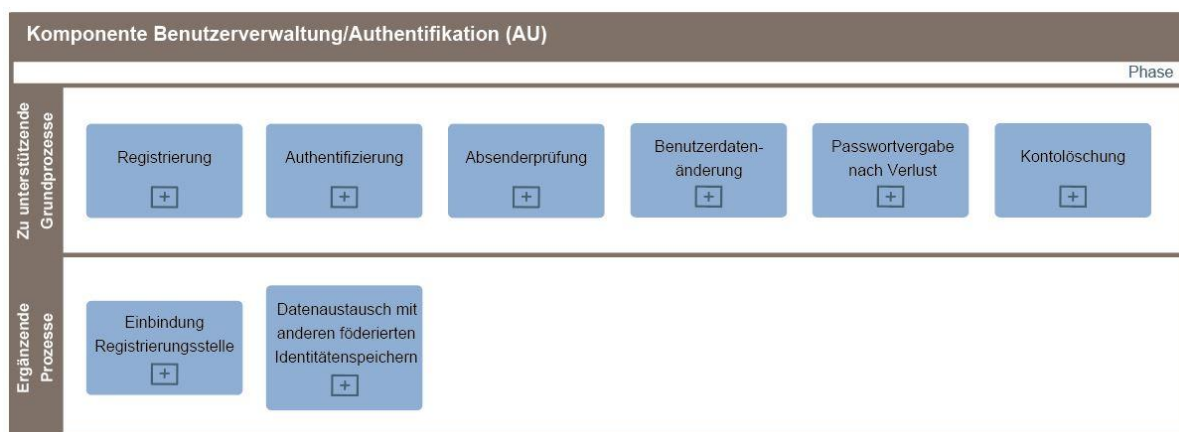 Komponente Benutzerverwaltung/Authentifikation (AU)
Phase
Zu unterstützende
Grundprozesse
Registrierung
Authentifizierung
Absenderprüfung
Benutzerdaten-
änderung
Passwortvergabe
nach Verlust
Kontolöschung
Ergänzende
Prozesse
Einbindung
Registrierungsstelle
Datenaustausch mit
anderen föderierten
Identitätenspeichern